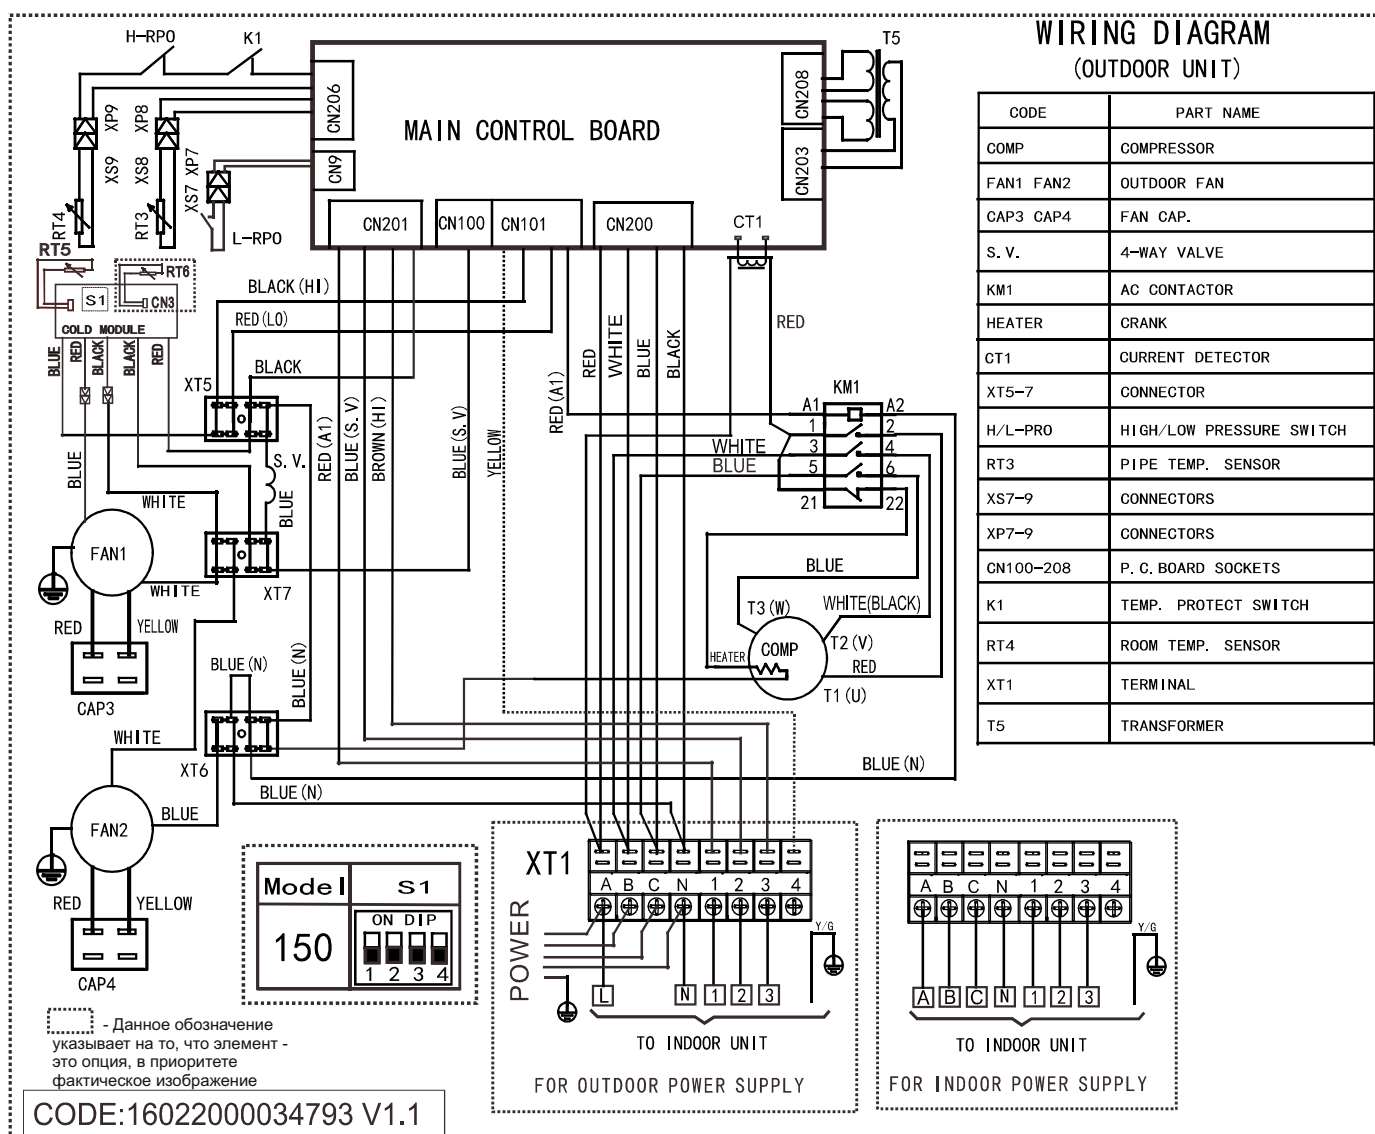 WIRING DIAGRAM
(OUTDOOR UNIT)
CODE PART NAME
COMP COMPRESSOR
FAN1 FAN2 OUTDOOR FAN
CAP3 CAP4 FAN CAP.
S.V. 4-WAY VALVE
KM1 AC CONTACTOR
HEATER CRANK
CT1 CURRENT DETECTOR
XT5-7 CONNECTOR
H/L-PRO HIGH/LOW PRESSURE SWITCH
RT3 PIPE TEMP. SENSOR
XS7-9 CONNECTORS
XP7-9 CONNECTORS
CN100-208 P.C.BOARD SOCKETS
K1 TEMP. PROTECT SWITCH
RT4 ROOM TEMP. SENSOR
XT1 TERMINAL
T5 TRANSFORMER
H-RPO K1
T5
MAIN CONTROL BOARD
CN206
CN9
CN208
CN203
CN201 CN100 CN101 CN200 CT1
XP9 XP8
XS9 XS8
XS7 XP7
RT4 RT3 L-RPO
RT5
RT6
S1 CN3
COLD MODULE
BLUE RED BLACK BLACK RED
BLACK(HI)
RED(LO)
BLACK
XT5
S.V.
BLUE
BLUE
WHITE
FAN1
WHITE
XT7
RED YELLOW
CAP3
BLUE(N)
BLUE(N)
WHITE
XT6
BLUE(N)
BLUE
FAN2
RED YELLOW
CAP4
RED(A1)
BLUE(S.V)
BROWN(HI)
BLUE(S.V)
YELLOW
RED(A1)
RED
WHITE
BLUE
BLACK
RED
KM1
A1 A2
1 2
WHITE 3 4
BLUE 5 6
21 22
BLUE
WHITE(BLACK)
T3(W)
COMP T2(V)
HEATER
RED
T1(U)
BLUE(N)
Model S1
150
ON DIP
1 2 3 4
XT1
A B C N 1 2 3 4
POWER
Y/G
L N 1 2 3
TO INDOOR UNIT
FOR OUTDOOR POWER SUPPLY
A B C N 1 2 3 4
Y/G
A B C N 1 2 3
TO INDOOR UNIT
FOR INDOOR POWER SUPPLY
- Данное обозначение
указывает на то, что элемент -
это опция, в приоритете
фактическое изображение
CODE:16022000034793 V1.1